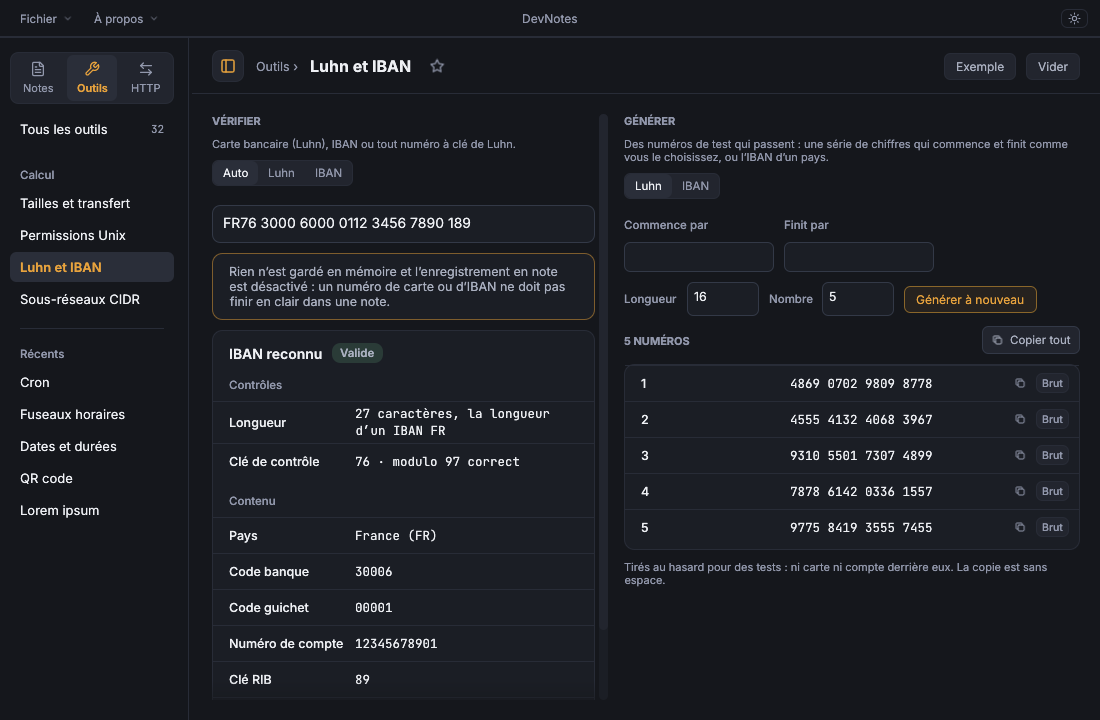 Fichier
À propos
DevNotes
Notes
Outils
HTTP
Tous les outils 32
Calcul
Tailles et transfert
Permissions Unix
Luhn et IBAN
Sous-réseaux CIDR
Récents
Cron
Fuseaux horaires
Dates et durées
QR code
Lorem ipsum
Outils › Luhn et IBAN
Exemple
Vider
VÉRIFIER
Carte bancaire (Luhn), IBAN ou tout numéro à clé de Luhn.
Auto Luhn IBAN
FR76 3000 6000 0112 3456 7890 189
Rien n’est gardé en mémoire et l’enregistrement en note
est désactivé : un numéro de carte ou d’IBAN ne doit pas
finir en clair dans une note.
IBAN reconnu Valide
Contrôles
Longueur 27 caractères, la longueur
d’un IBAN FR
Clé de contrôle 76 · modulo 97 correct
Contenu
Pays France (FR)
Code banque 30006
Code guichet 00001
Numéro de compte 12345678901
Clé RIB 89
GÉNÉRER
Des numéros de test qui passent : une série de chiffres qui commence et finit comme
vous le choisissez, ou l’IBAN d’un pays.
Luhn IBAN
Commence par Finit par
Longueur 16 Nombre 5 Générer à nouveau
5 NUMÉROS Copier tout
1 4869 0702 9809 8778 Brut
2 4555 4132 4068 3967 Brut
3 9310 5501 7307 4899 Brut
4 7878 6142 0336 1557 Brut
5 9775 8419 3555 7455 Brut
Tirés au hasard pour des tests : ni carte ni compte derrière eux. La copie est sans
espace.